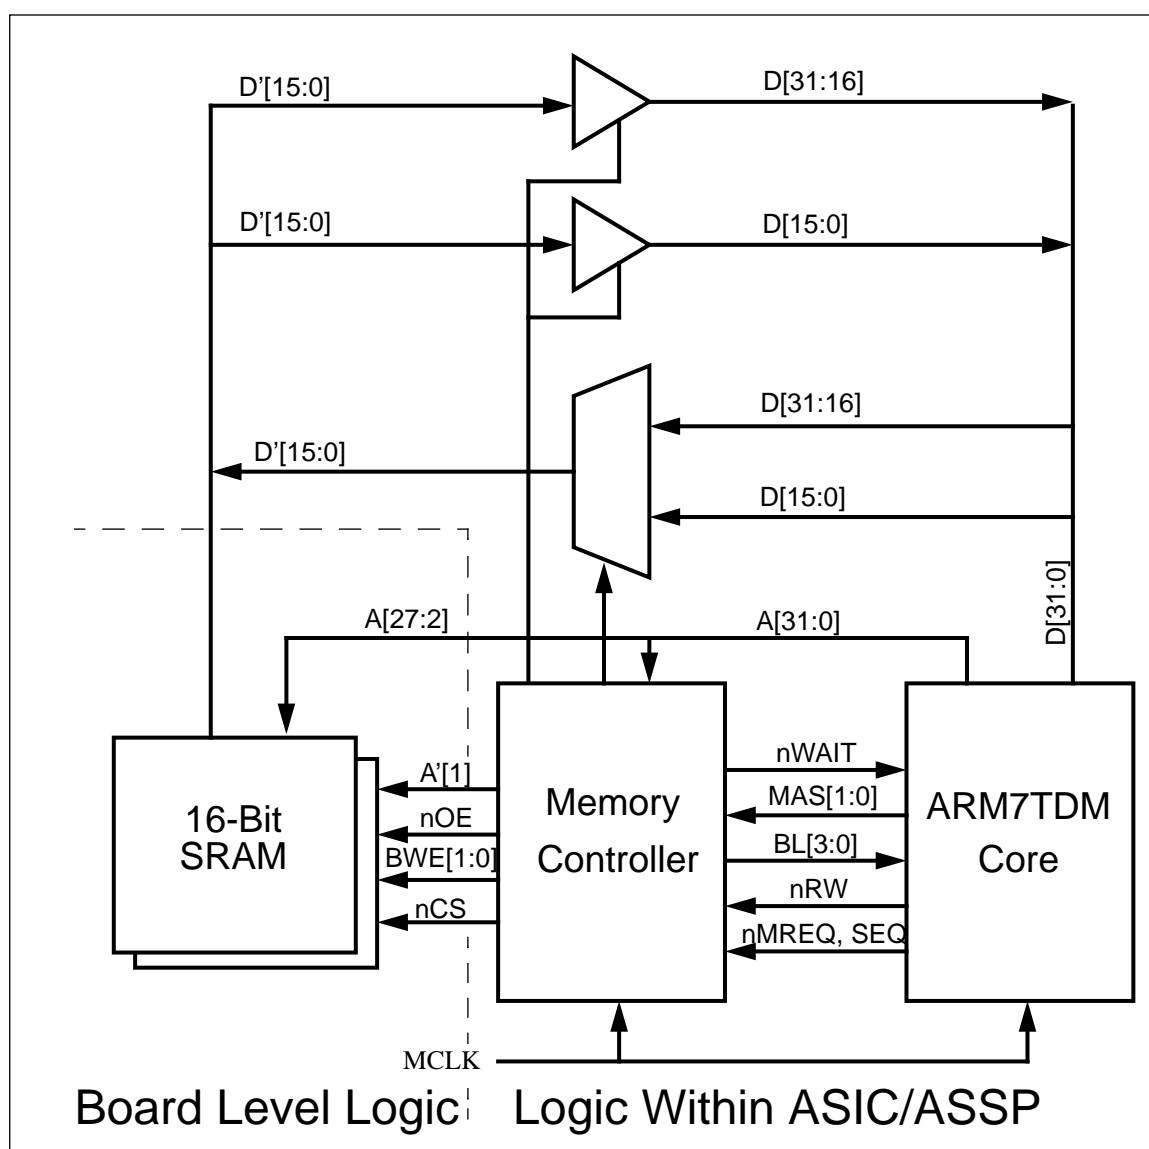 D’[15:0]
D[31:16]
D’[15:0]
D[15:0]
D[31:16]
D’[15:0]
D[15:0]
D[31:0]
A[27:2]
A[31:0]
16-Bit
SRAM
A’[1]
nOE
BWE[1:0]
nCS
Memory
Controller
nWAIT
MAS[1:0]
BL[3:0]
nRW
nMREQ, SEQ
ARM7TDM
Core
MCLK
Board Level Logic
Logic Within ASIC/ASSP